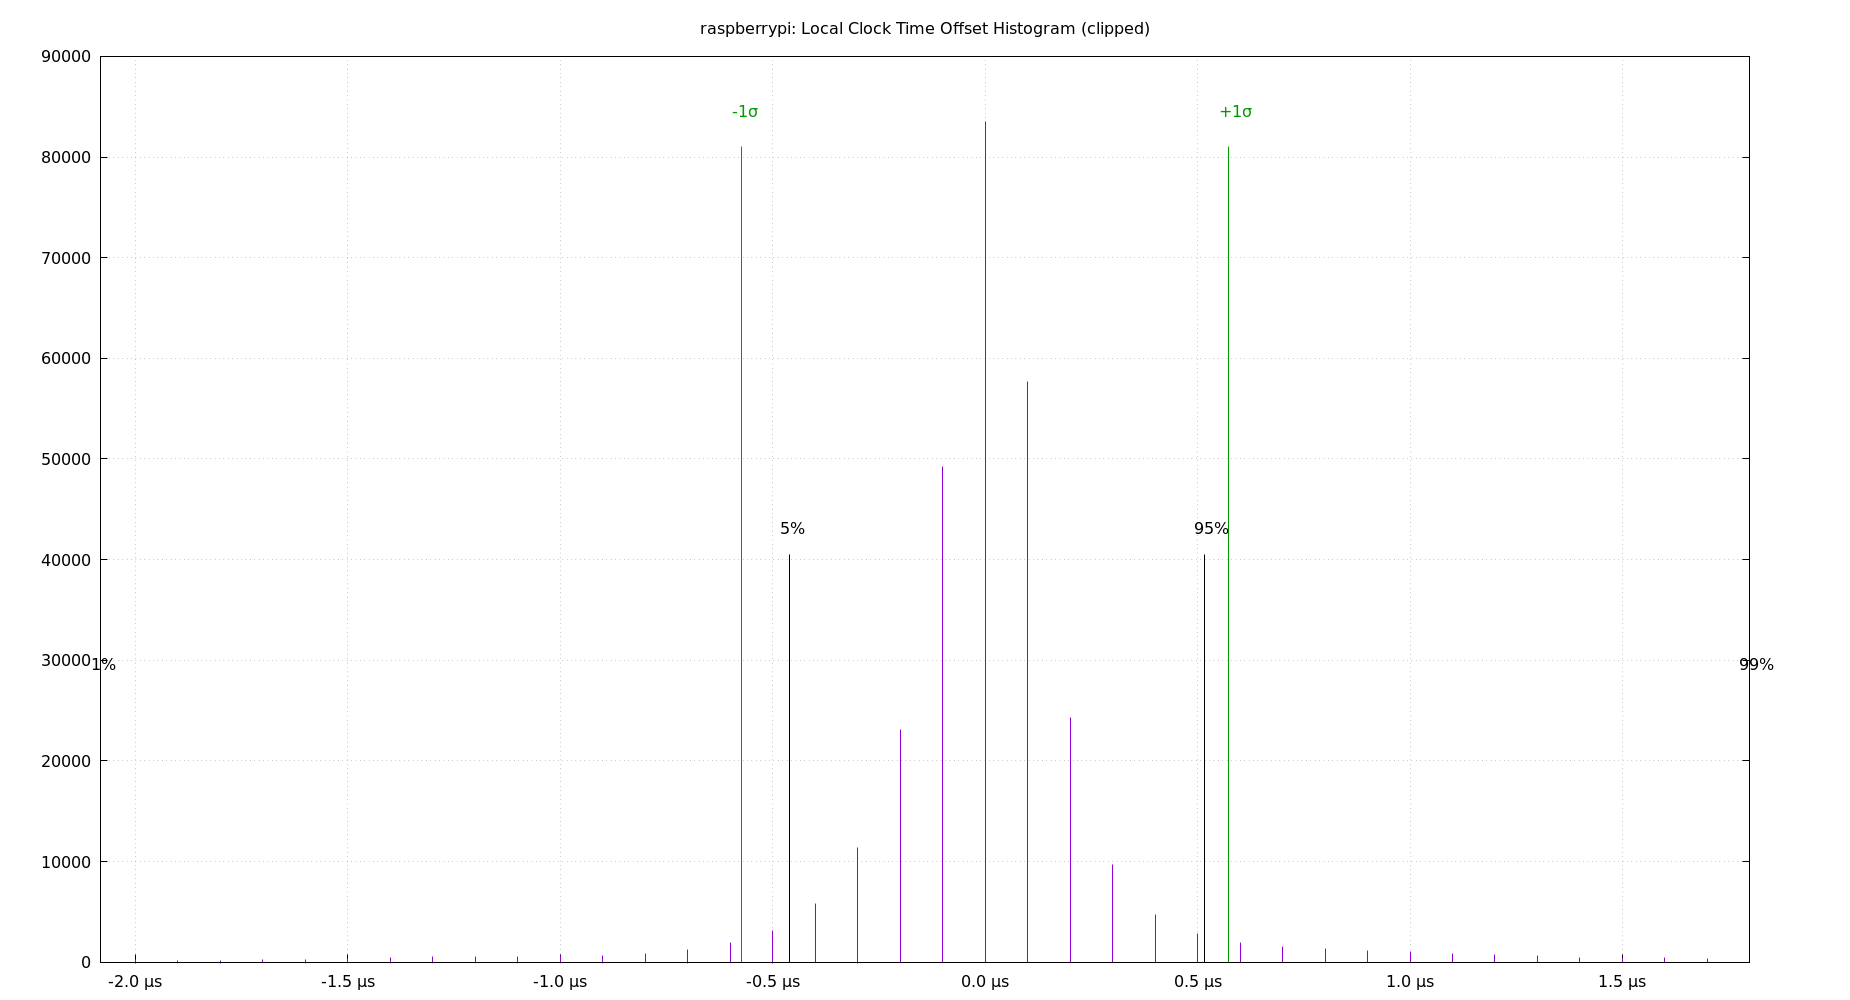 raspberrypi: Local Clock Time Offset Histogram (clipped)
90000
-1σ +1σ
80000
70000
60000
50000
5% 95%
40000
30000 1% 99%
20000
10000
0
-2.0 µs -1.5 µs -1.0 µs -0.5 µs 0.0 µs 0.5 µs 1.0 µs 1.5 µs